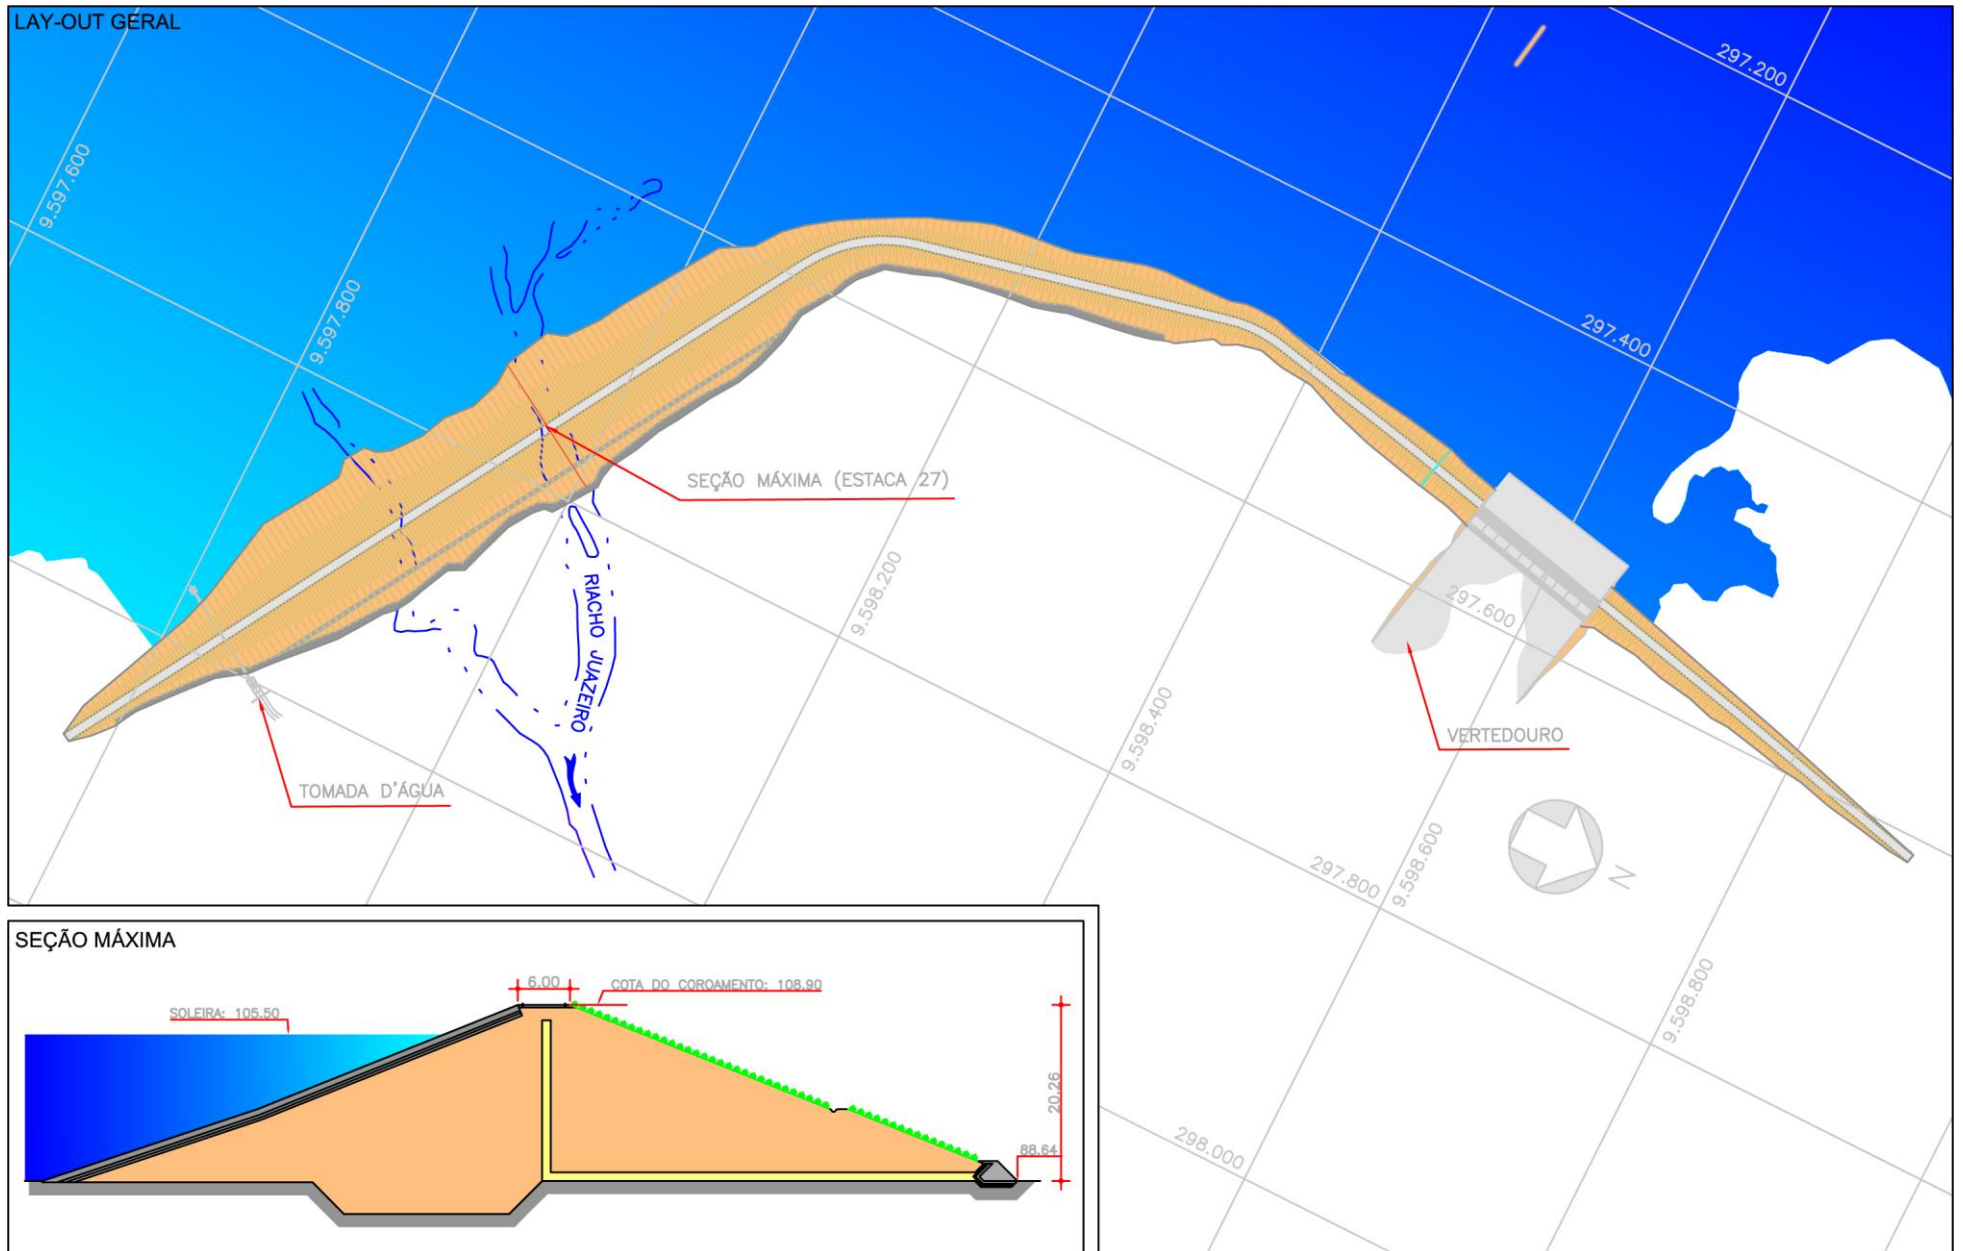 LAY-OUT GERAL
297.200
9.597.600
9.597.800
297.400
SEÇÃO MÁXIMA (ESTACA 27)
9.598.200
297.600
RIACHO JUAZEIRO
9.598.400
VERTEDOURO
TOMADA D'ÁGUA
9.598.600
297.800
N
9.598.800
298.000
SEÇÃO MÁXIMA
6.00
COTA DO COROAMENTO: 108.90
SOLEIRA: 105.50
20.26
88.64